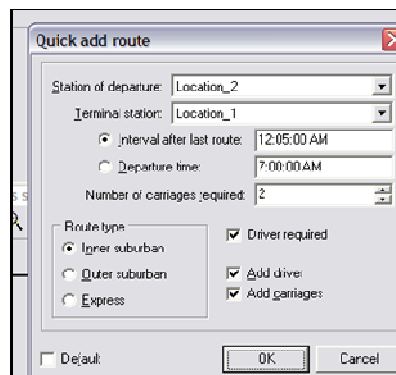 Quick add route
Station of departure: Location_2
Terminal station: Location_1
Interval after last route: 12:05:00 AM
Departure time: 7:00:00 AM
Number of carriages required: 2
Route type
Driver required
Inner suburban
Outer suburban
Add driver
Express
Add carriages
Default
OK
Cancel